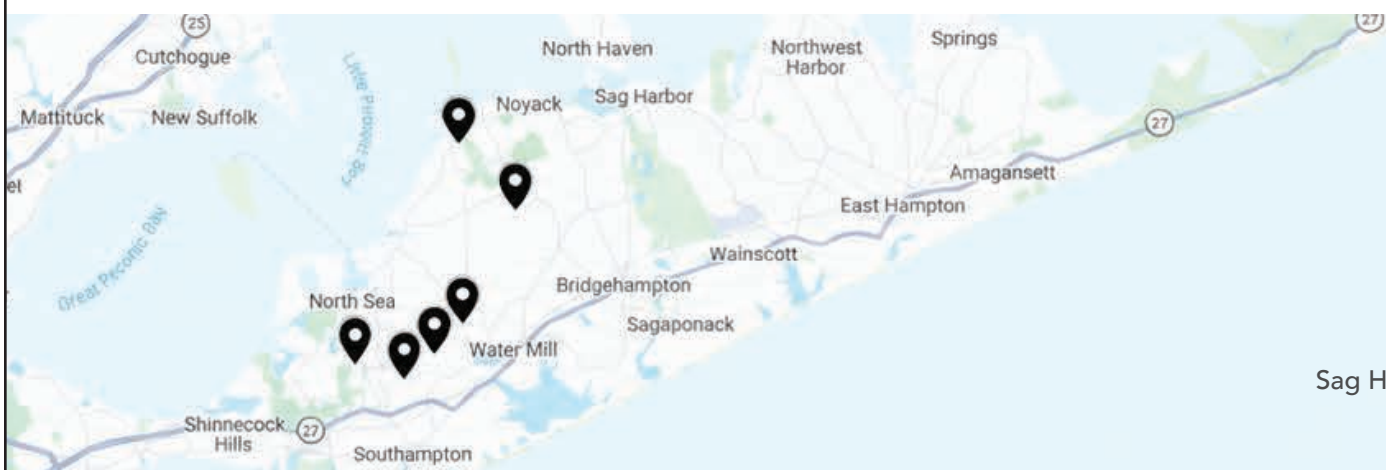 27
25
Springs
North Haven
Northwest
Harbor
Cutchogue
Little Peconic Bay
Sag Harbor
Noyack
Mattituck
New Suffolk
27
Amagansett
el
East Hampton
Great Peconic Bay
Wainscott
Bridgehampton
North Sea
Sagaponack
Water Mill
Sag H
Shinnecock
Hills
27
Southampton